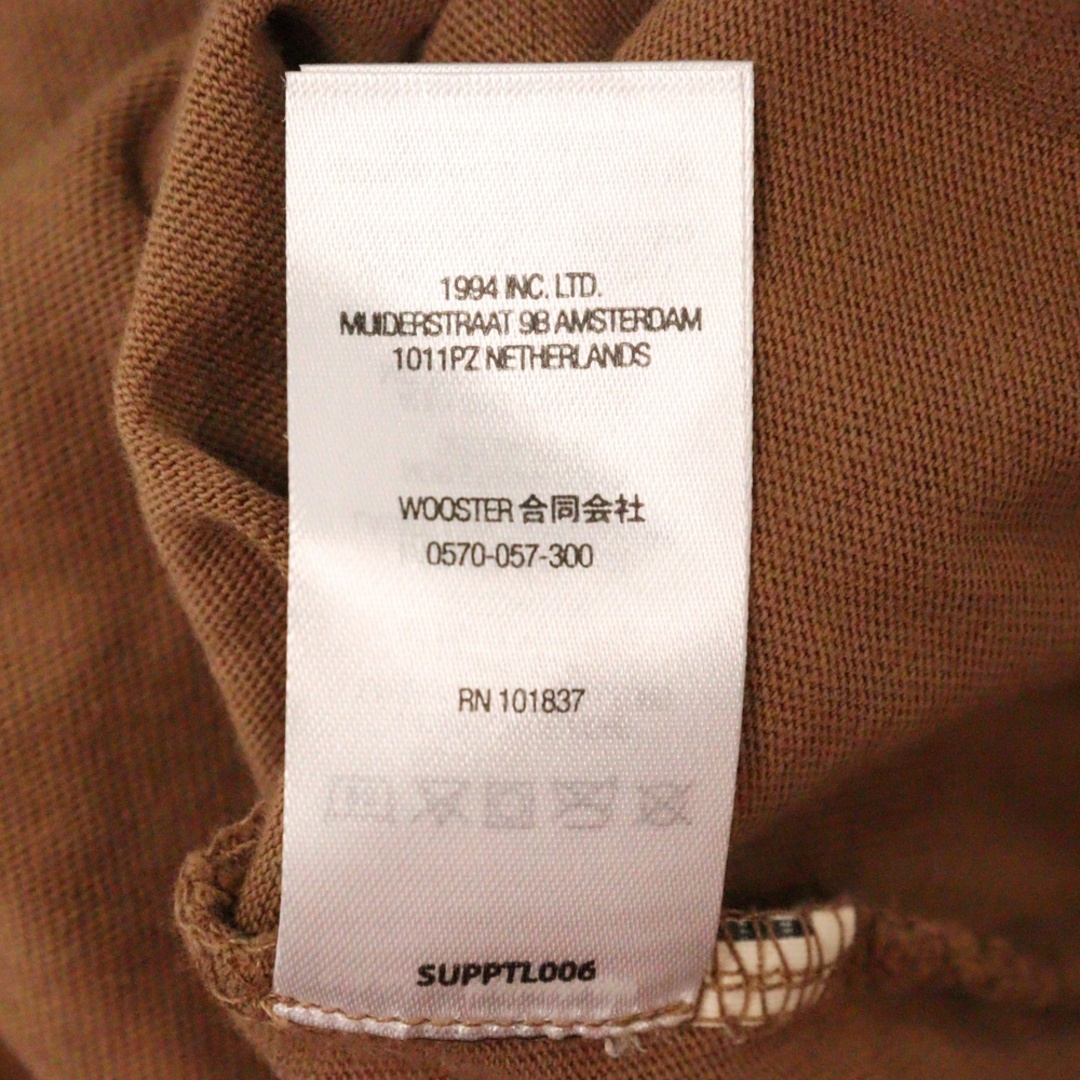 1994 INC. LTD.
MUIDERSTRAAT 9B AMSTERDAM
1011PZ NETHERLANDS
WOOSTER 合同会社
0570-057-300
RN 101837
SUPPTL006